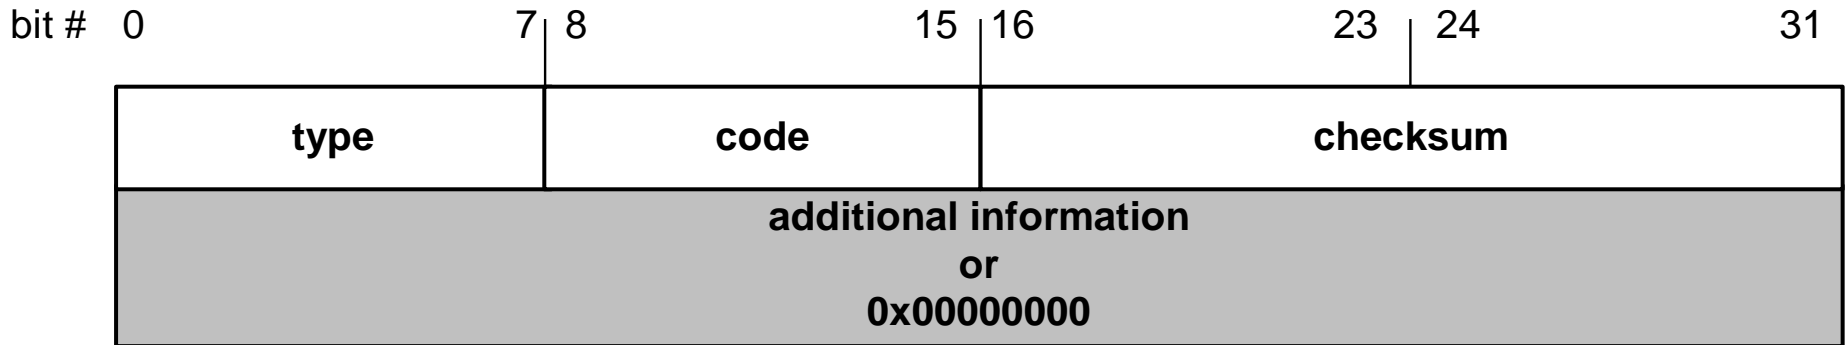 bit # 0 7 8 15 16 23 24 31
type code checksum
additional information
or
0x00000000